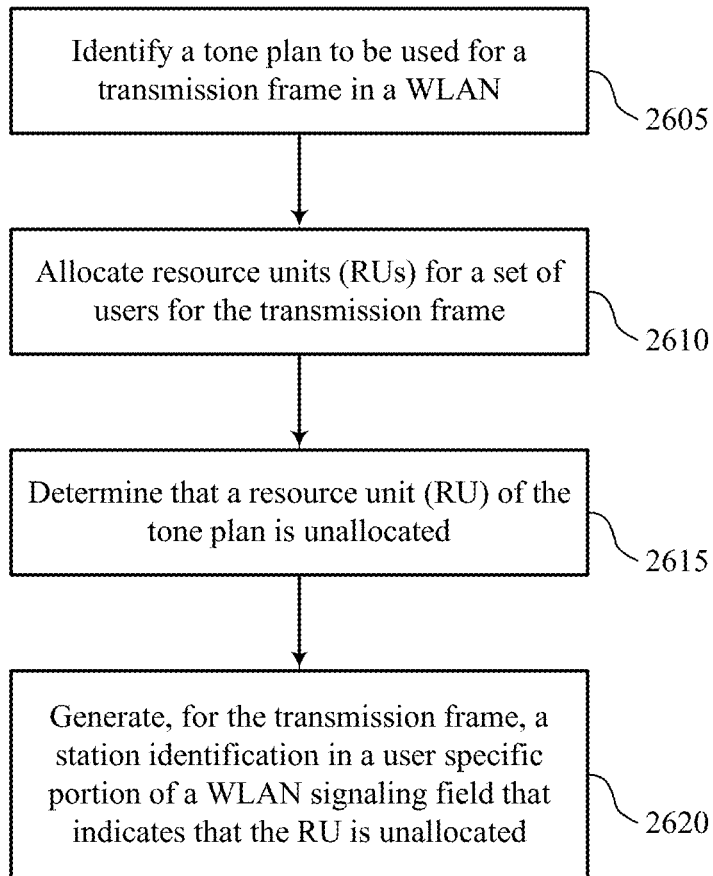 Identify a tone plan to be used for a
transmission frame in a WLAN
2605
Allocate resource units (RUs) for a set of
users for the transmission frame
2610
Determine that a resource unit (RU) of the
tone plan is unallocated
2615
Generate, for the transmission frame, a
station identification in a user specific
portion of a WLAN signaling field that
indicates that the RU is unallocated
2620